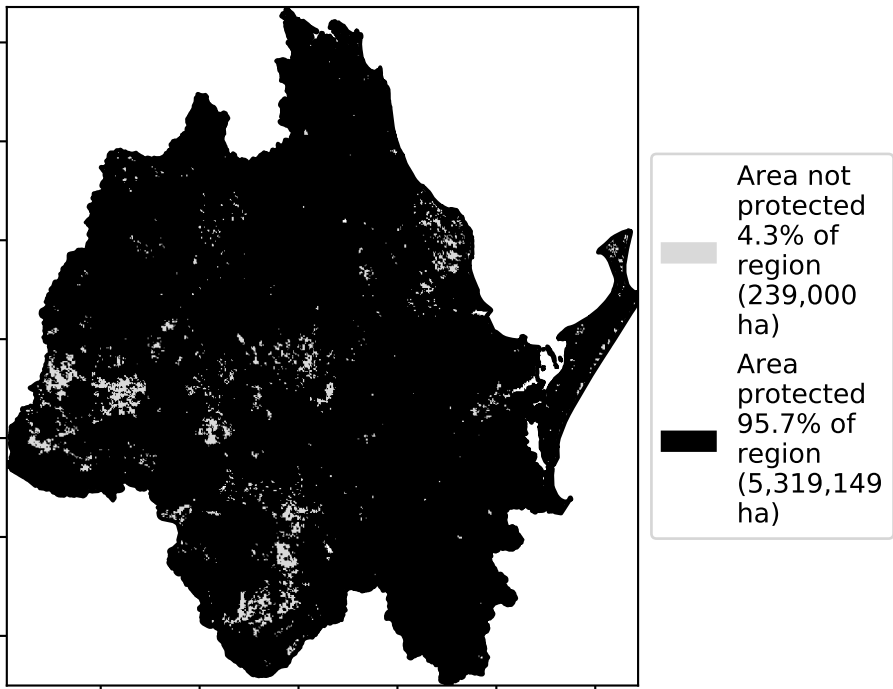 Area not
protected
4.3% of
region
(239,000
ha)
Area
protected
95.7% of
region
(5,319,149
ha)